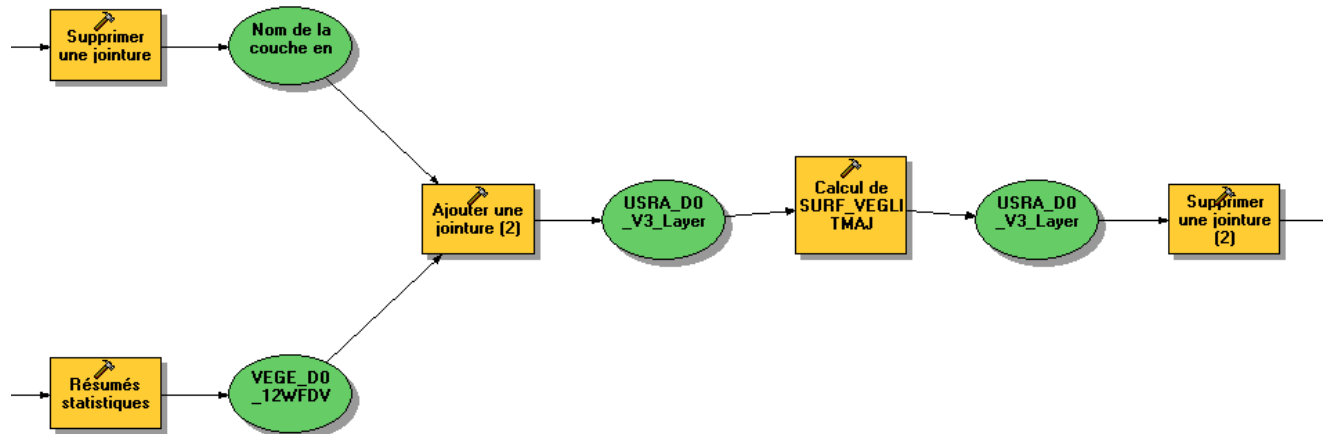 Supprimer
une jointure
Nom de la
couche en
Ajouter une
jointure (2)
USRA_D0
_V3_Layer
Calcul de
SURF_VEGLI
TMAJ
USRA_D0
_V3_Layer
Supprimer
une jointure
(2)
Résumés
statistiques
VEGE_D0
_12WFDV